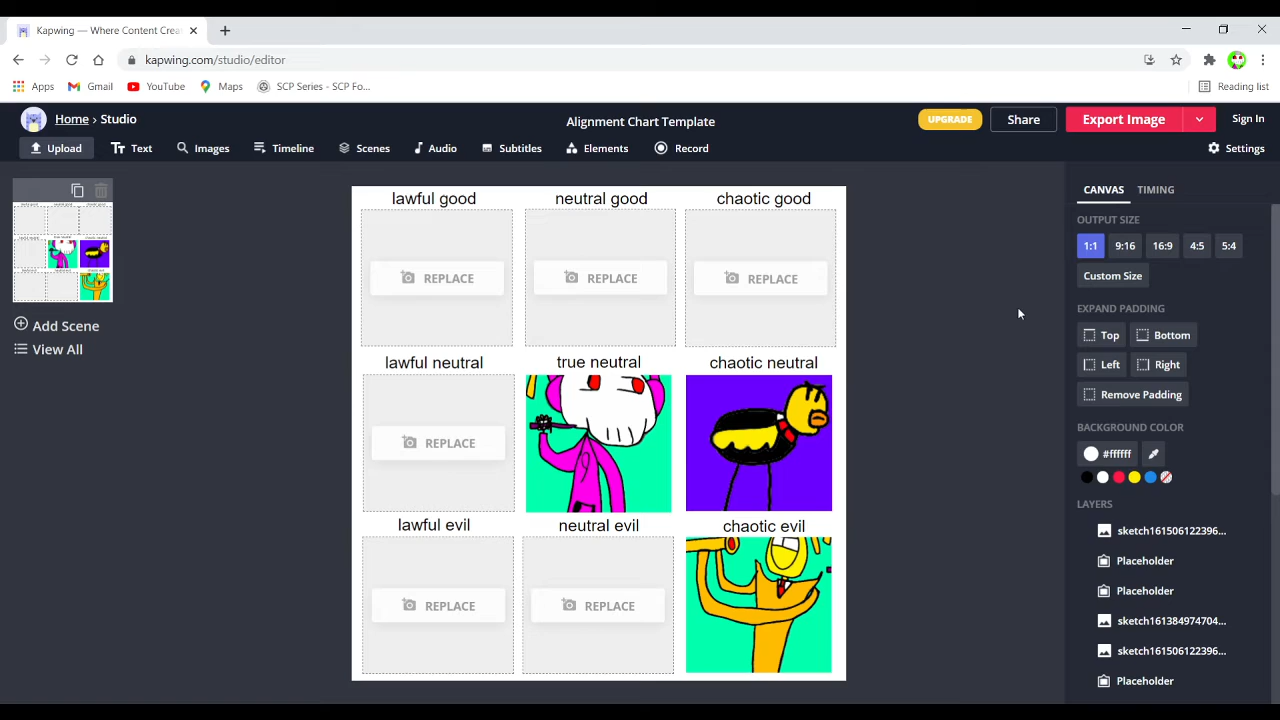 Kapwing — Where Content Crea
kapwing.com/studio/editor
Apps Gmail YouTube Maps SCP Series - SCP Fo... Reading list
Home › Studio Alignment Chart Template UPGRADE Share Export Image Sign In
Upload Text Images Timeline Scenes Audio Subtitles Elements Record Settings
lawful good neutral good chaotic good
REPLACE REPLACE REPLACE
lawful neutral true neutral chaotic neutral
REPLACE
lawful evil neutral evil chaotic evil
REPLACE REPLACE
Add Scene
View All
CANVAS TIMING
OUTPUT SIZE
1:1 9:16 16:9 4:5 5:4
Custom Size
EXPAND PADDING
Top Bottom
Left Right
Remove Padding
BACKGROUND COLOR
#ffffff
LAYERS
sketch161506122396...
Placeholder
Placeholder
sketch161384974704...
sketch161506122396...
Placeholder